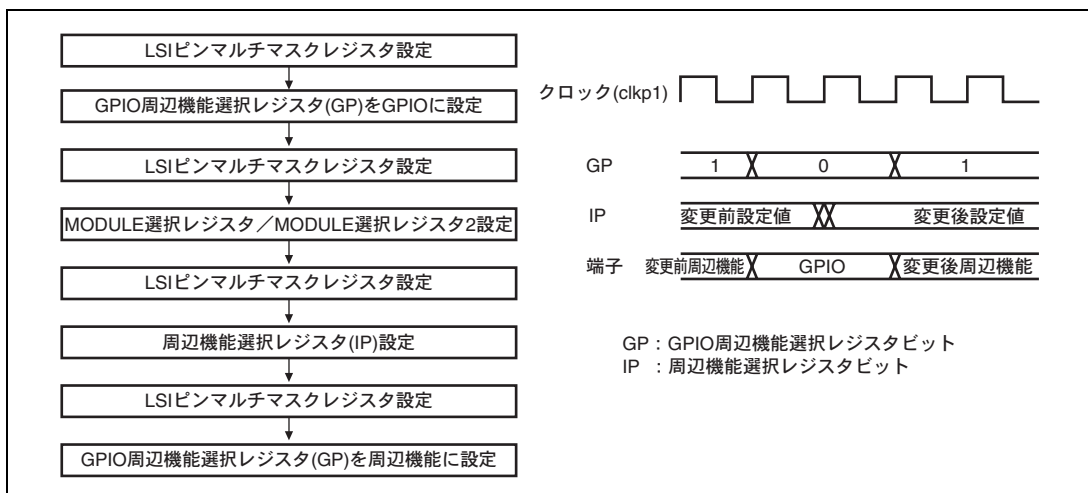 LSIピンマルチマスクレジスタ設定
GPIO周辺機能選択レジスタ(GP)をGPIOに設定
LSIピンマルチマスクレジスタ設定
MODULE選択レジスタ／MODULE選択レジスタ2設定
LSIピンマルチマスクレジスタ設定
周辺機能選択レジスタ(IP)設定
LSIピンマルチマスクレジスタ設定
GPIO周辺機能選択レジスタ(GP)を周辺機能に設定
クロック(clkp1)
GP 1 0 1
IP 変更前設定値 変更後設定値
端子 変更前周辺機能 GPIO 変更後周辺機能
GP：GPIO周辺機能選択レジスタビット
IP ：周辺機能選択レジスタビット